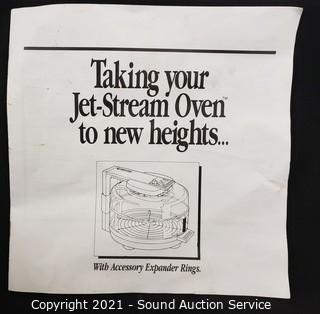 Taking your
Jet-Stream Oven™
to new heights...
With Accessory Expander Rings.
Copyright 2021 - Sound Auction Service